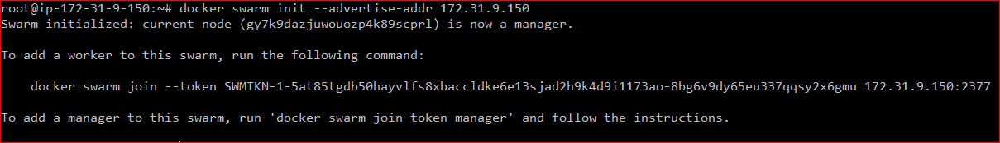 root@ip-172-31-9-150:~# docker swarm init --advertise-addr 172.31.9.150
Swarm initialized: current node (gy7k9dazjuwouozp4k89scprl) is now a manager.
To add a worker to this swarm, run the following command:
docker swarm join --token SWMTKN-1-5at85tgdb50hayvlfs8xbaccldke6e13sjad2h9k4d9i1173ao-8bg6v9dy65eu337qqsy2x6gmu 172.31.9.150:2377
To add a manager to this swarm, run 'docker swarm join-token manager' and follow the instructions.